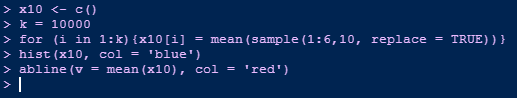 > x10 <- c()
> k = 10000
> for (i in 1:k){x10[i] = mean(sample(1:6,10, replace = TRUE))}
> hist(x10, col = 'blue')
> abline(v = mean(x10), col = 'red')
>